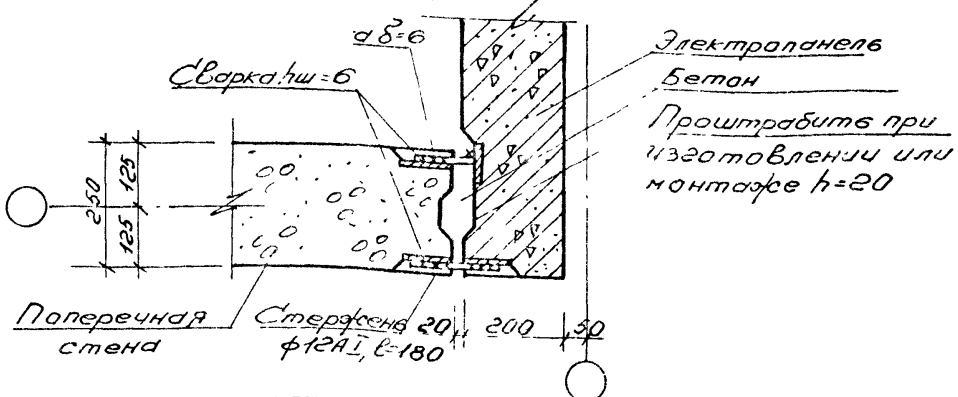 а δ=6
Сварка hш=6
Электропанель
Бетон
Проштрабить при
изготовлении или
монтаже h=20
250
125
125
Поперечная
стена
Стержень
ф12АI, ℓ=180
20
200
50